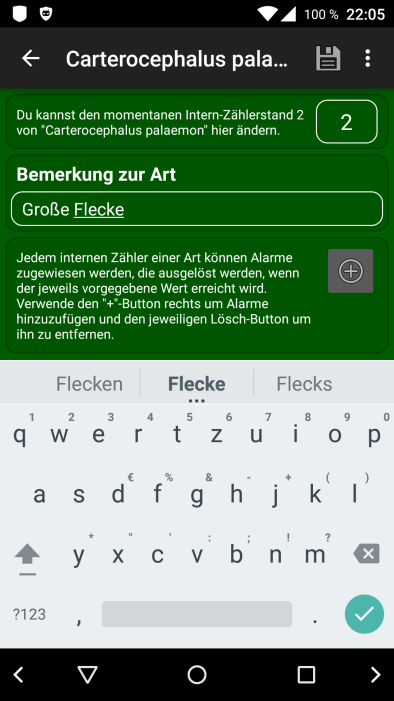 100 % 22:05
Carterocephalus pala...
Du kannst den momentanen Intern-Zählerstand 2
von "Carterocephalus palaemon" hier ändern.
2
Bemerkung zur Art
Große Flecke
Jedem internen Zähler einer Art können Alarme
zugewiesen werden, die ausgelöst werden, wenn
der jeweils vorgegebene Wert erreicht wird.
Verwende den "+"-Button rechts um Alarme
hinzuzufügen und den jeweiligen Lösch-Button um
ihn zu entfernen.
Flecken Flecke Flecks
1 2 3 4 5 6 7 8 9 0
q w e r t z u i o p
€ % & - + ( )
a s d f g h j k l
* " ' : ; ! ?
y x c v b n m
?123 , .